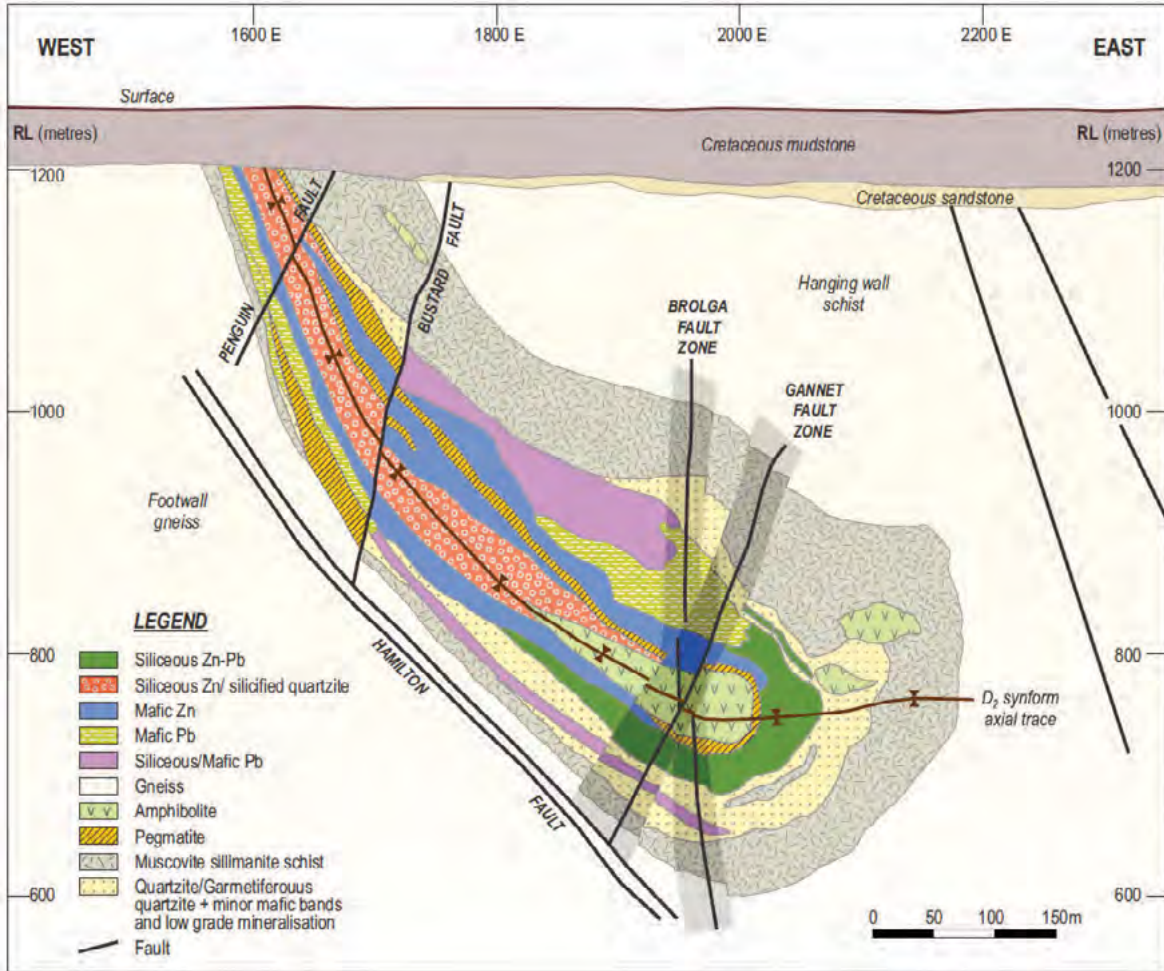 1600 E
1800 E
2000 E
2200 E
WEST
EAST
Surface
RL (metres)
RL (metres)
Cretaceous mudstone
1200
1200
Cretaceous sandstone
PENGUIN FAULT
BUSTARD FAULT
Hanging wall
schist
BROLGA
FAULT
ZONE
GANNET
FAULT
ZONE
1000
1000
Footwall
gneiss
HAMILTON FAULT
800
800
D₂ synform
axial trace
600
600
LEGEND
Siliceous Zn-Pb
Siliceous Zn/ silicified quartzite
Mafic Zn
Mafic Pb
Siliceous/Mafic Pb
Gneiss
Amphibolite
Pegmatite
Muscovite sillimanite schist
Quartzite/Garmetiferouus
quartzite + minor mafic bands
and low grade mineralisation
Fault
0 50 100 150m